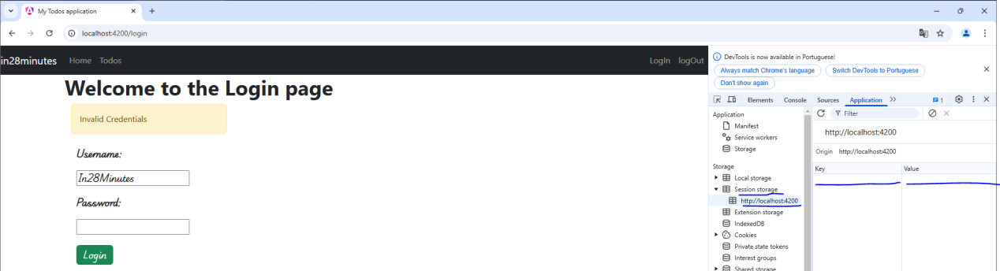 My Todos application
localhost:4200/login
in28minutes Home Todos LogIn logOut
Welcome to the Login page
Invalid Credentials
Username:
In28Minutes
Password:
Login
DevTools is now available in Portuguese!
Always match Chrome's language Switch DevTools to Portuguese
Don't show again
Elements Console Sources Application 1
Application
Manifest
Service workers
Storage
Storage
Local storage
Session storage
http://localhost:4200
Extension storage
IndexedDB
Cookies
Private state tokens
Interest groups
Shared storage
Filter
http://localhost:4200
Origin http://localhost:4200
Key Value